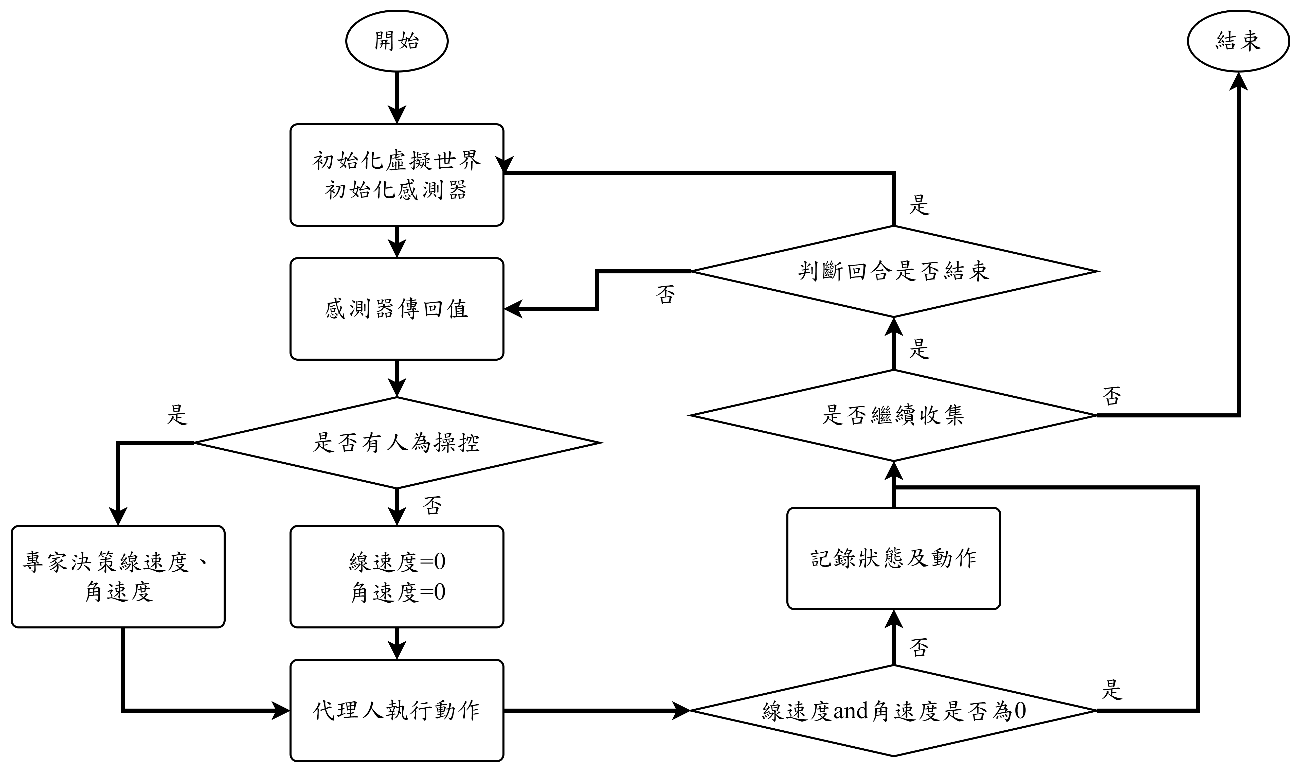 開始
結束
初始化虛擬世界
初始化感測器
是
判斷回合是否結束
否
感測器傳回值
是
是否繼續收集
否
是
是否有人為操控
否
專家決策線速度、
角速度
線速度=0
角速度=0
記錄狀態及動作
否
代理人執行動作
線速度and角速度是否為0
是